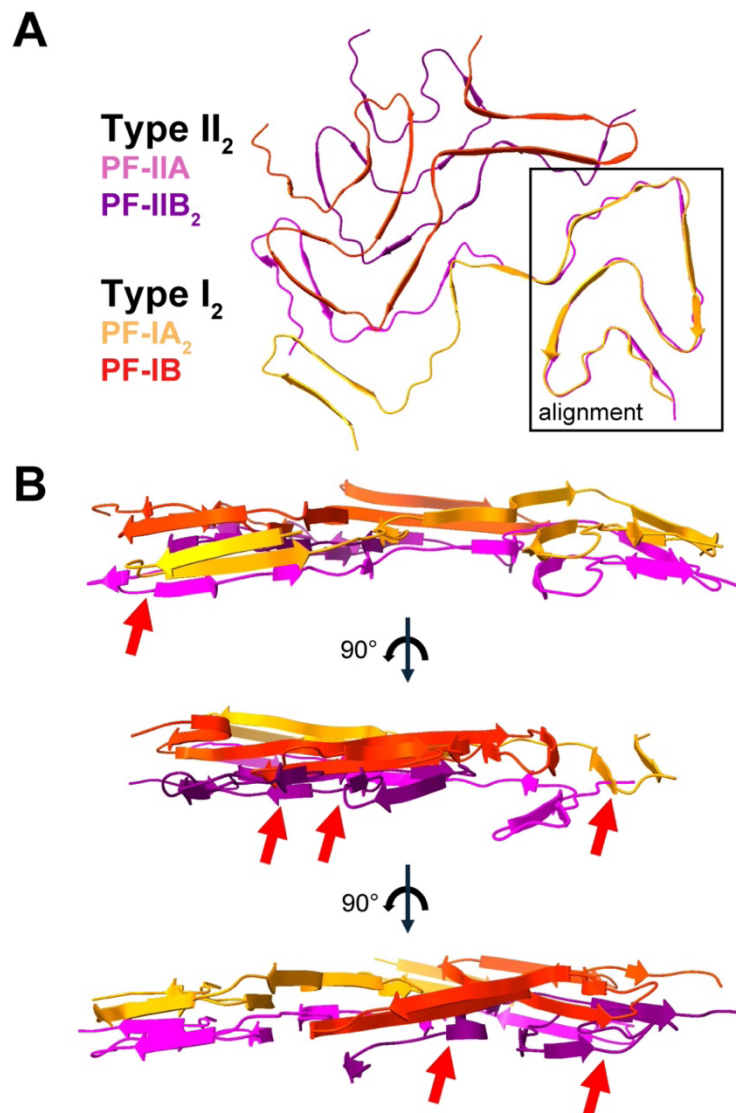 A
Type II₂
PF-IIA
PF-IIB₂
Type I₂
PF-IA₂
PF-IB
alignment
B
90°
90°